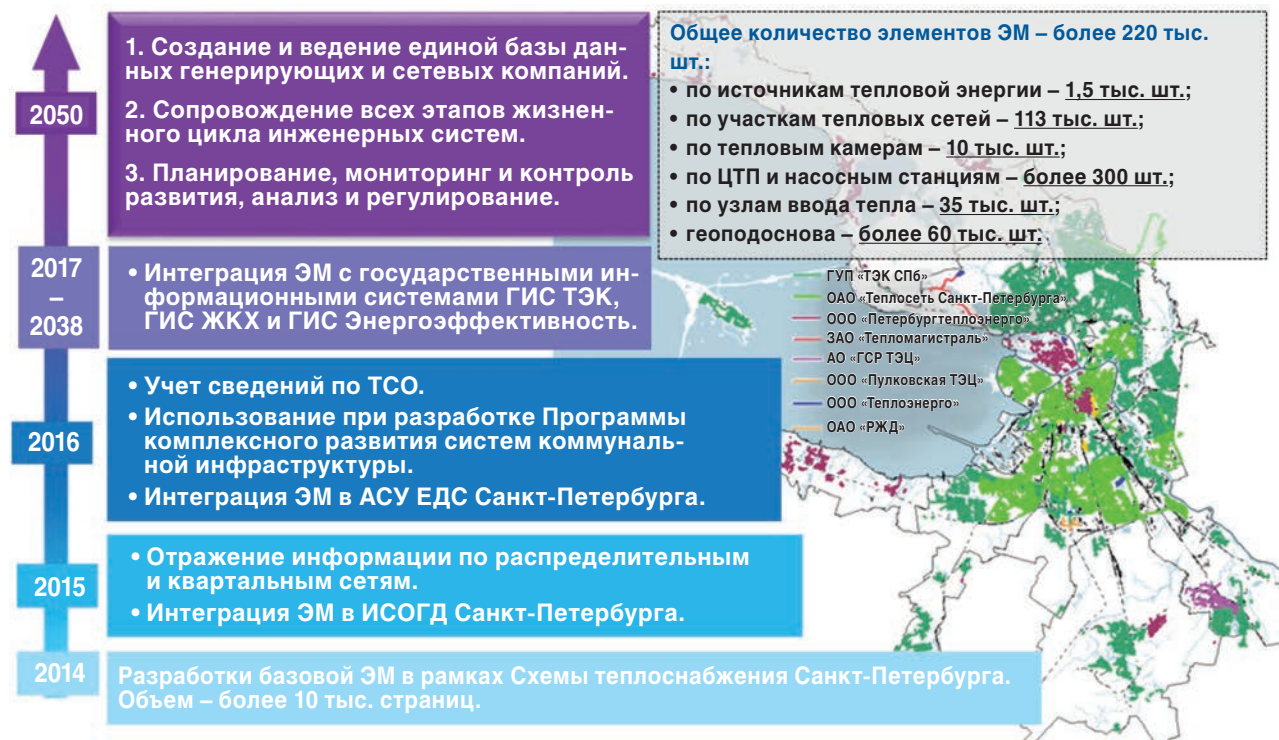 2050
1. Создание и ведение единой базы дан-
ных генерирующих и сетевых компаний.
2. Сопровождение всех этапов жизнен-
ного цикла инженерных систем.
3. Планирование, мониторинг и контроль
развития, анализ и регулирование.
Общее количество элементов ЭМ – более 220 тыс.
шт.:
• по источникам тепловой энергии – 1,5 тыс. шт.;
• по участкам тепловых сетей – 113 тыс. шт.;
• по тепловым камерам – 10 тыс. шт.;
• по ЦТП и насосным станциям – более 300 шт.;
• по узлам ввода тепла – 35 тыс. шт.;
• геоподоснова – более 60 тыс. шт.
2017
–
2038
• Интеграция ЭМ с государственными ин-
формационными системами ГИС ТЭК,
ГИС ЖКХ и ГИС Энергоэффективность.
ГУП «ТЭК СПб»
ОАО «Теплосеть Санкт-Петербурга»
ООО «Петербургтеплоэнерго»
ЗАО «Тепломагистраль»
АО «ГСР ТЭЦ»
ООО «Пулковская ТЭЦ»
ООО «Теплоэнерго»
ОАО «РЖД»
2016
• Учет сведений по ТСО.
• Использование при разработке Программы
комплексного развития систем коммуналь-
ной инфраструктуры.
• Интеграция ЭМ в АСУ ЕДС Санкт-Петербурга.
2015
• Отражение информации по распределительным
и квартальным сетям.
• Интеграция ЭМ в ИСОГД Санкт-Петербурга.
2014
Разработки базовой ЭМ в рамках Схемы теплоснабжения Санкт-Петербурга.
Объем – более 10 тыс. страниц.